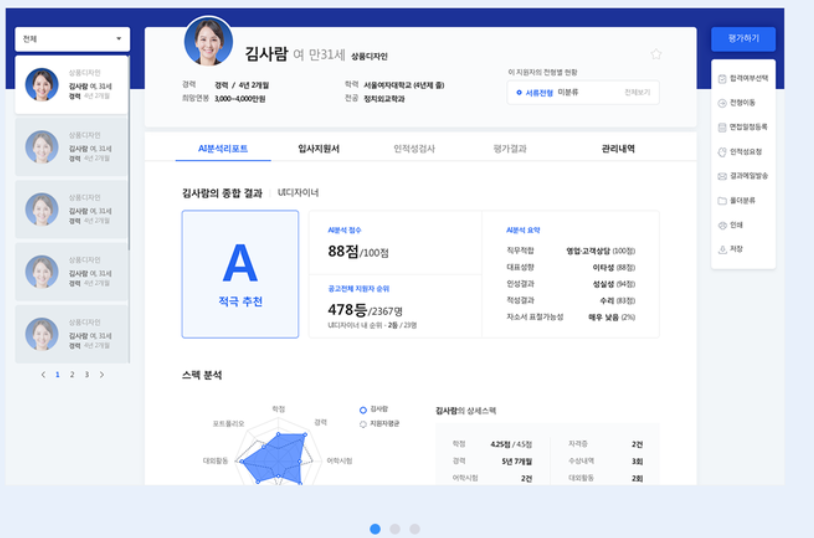 전체
상품디자인
김사람 여, 31세
경력 4년 2개월
상품디자인
김사람 여, 31세
경력 4년 2개월
상품디자인
김사람 여, 31세
경력 4년 2개월
상품디자인
김사람 여, 31세
경력 4년 2개월
상품디자인
김사람 여, 31세
경력 4년 2개월
< 1 2 3 >
김사람 여 만31세 상품디자인
경력 경력 / 4년 2개월
희망연봉 3,000~4,000만원
학력 서울여자대학교 (4년제 졸)
전공 정치외교학과
이 지원자의 전형별 현황
서류전형 미분류 전체보기
AI분석리포트 입사지원서 인적성검사 평가결과 관리내역
김사람의 종합 결과 UI디자이너
A
적극 추천
AI분석 점수
88점/100점
공고전체 지원자 순위
478등/2367명
UI디자이너 내 순위 - 2등 / 23명
AI분석 요약
직무적합 영업·고객상담 (100점)
대표성향 이타성 (88점)
인성결과 성실성 (94점)
적성결과 수리 (83점)
자소서 표절가능성 매우 낮음 (2%)
스펙 분석
학점
경력
어학시험
대외활동
포트폴리오
김사람
지원자평균
김사람의 상세스펙
학점 4.25점 / 4.5점
경력 5년 7개월
어학시험 2건
자격증 2건
수상내역 3회
대외활동 2회
평가하기
합격여부선택
전형이동
면접일정등록
인적성요청
결과메일발송
폴더분류
인쇄
저장